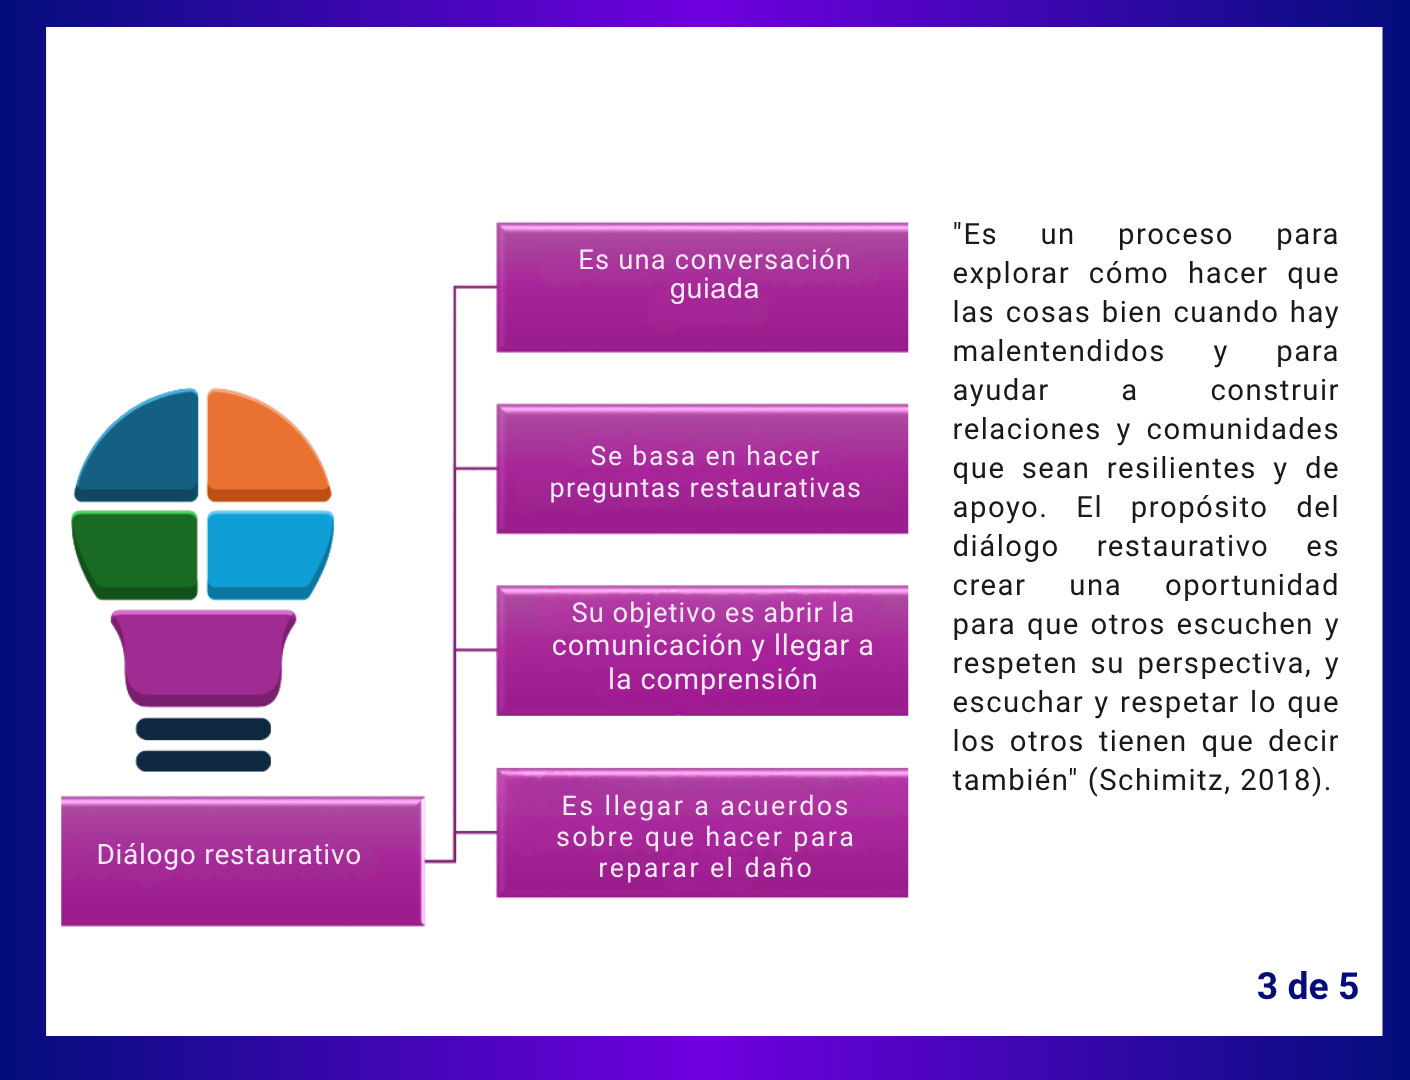 Es una conversación
guiada
Se basa en hacer
preguntas restaurativas
Su objetivo es abrir la
comunicación y llegar a
la comprensión
Es llegar a acuerdos
sobre que hacer para
reparar el daño
Diálogo restaurativo
"Es un proceso para
explorar cómo hacer que
las cosas bien cuando hay
malentendidos y para
ayudar a construir
relaciones y comunidades
que sean resilientes y de
apoyo. El propósito del
diálogo restaurativo es
crear una oportunidad
para que otros escuchen y
respeten su perspectiva, y
escuchar y respetar lo que
los otros tienen que decir
también" (Schimitz, 2018).
3 de 5